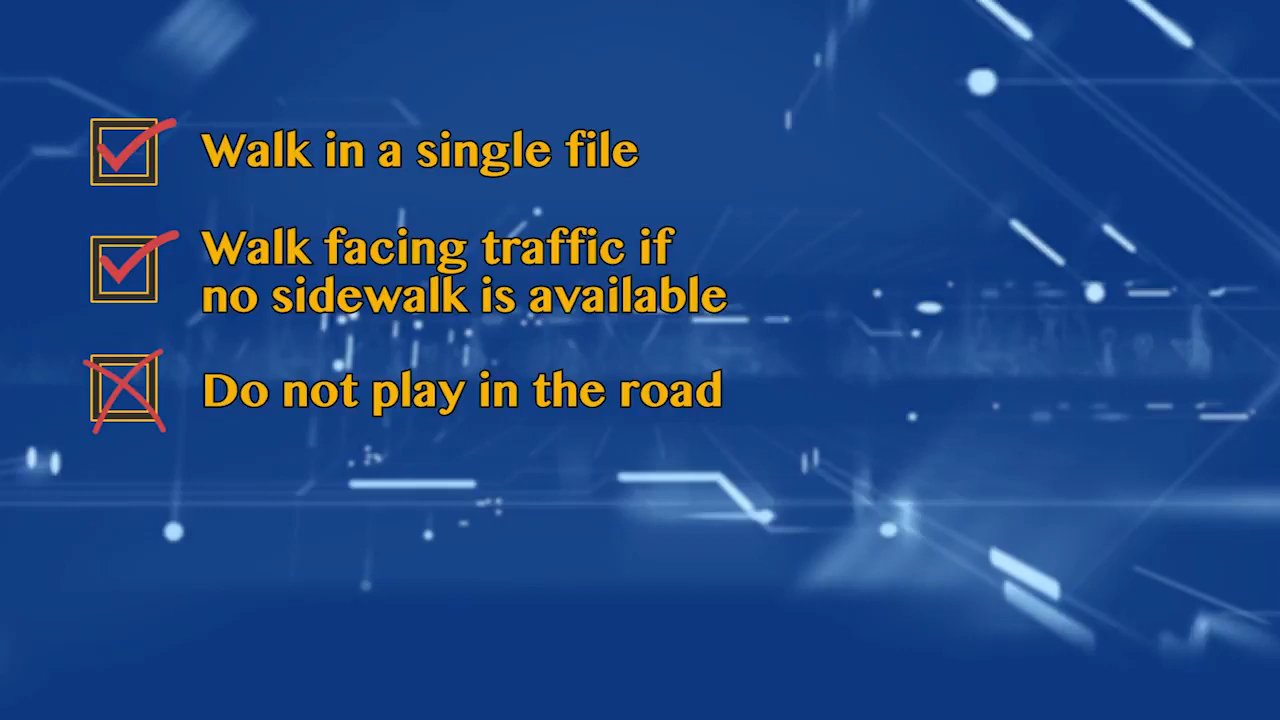 Walk in a single file
Walk facing traffic if
no sidewalk is available
Do not play in the road